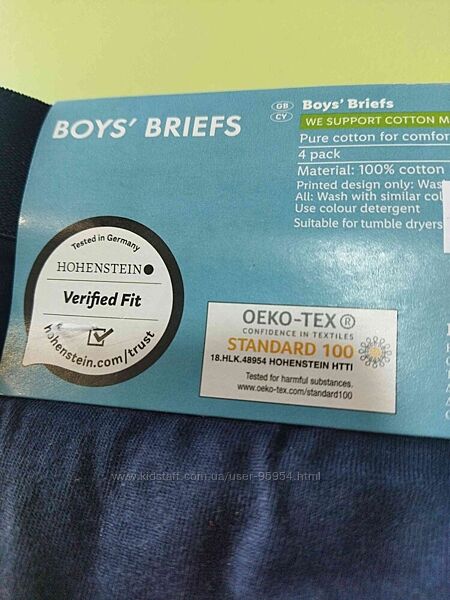 BOYS' BRIEFS
GB
CY
Boys' Briefs
WE SUPPORT COTTON M
Pure cotton for comfor
4 pack
Material: 100% cotton
Printed design only: Was
All: Wash with similar col
Use colour detergent
Suitable for tumble dryers
Tested in Germany
HOHENSTEIN
Verified Fit
hohenstein.com/trust
OEKO-TEX®
CONFIDENCE IN TEXTILES
STANDARD 100
18.HLK.48954 HOHENSTEIN HTTI
Tested for harmful substances.
www.oeko-tex.com/standard100
www.kidstaff.com.ua/user-95954.html